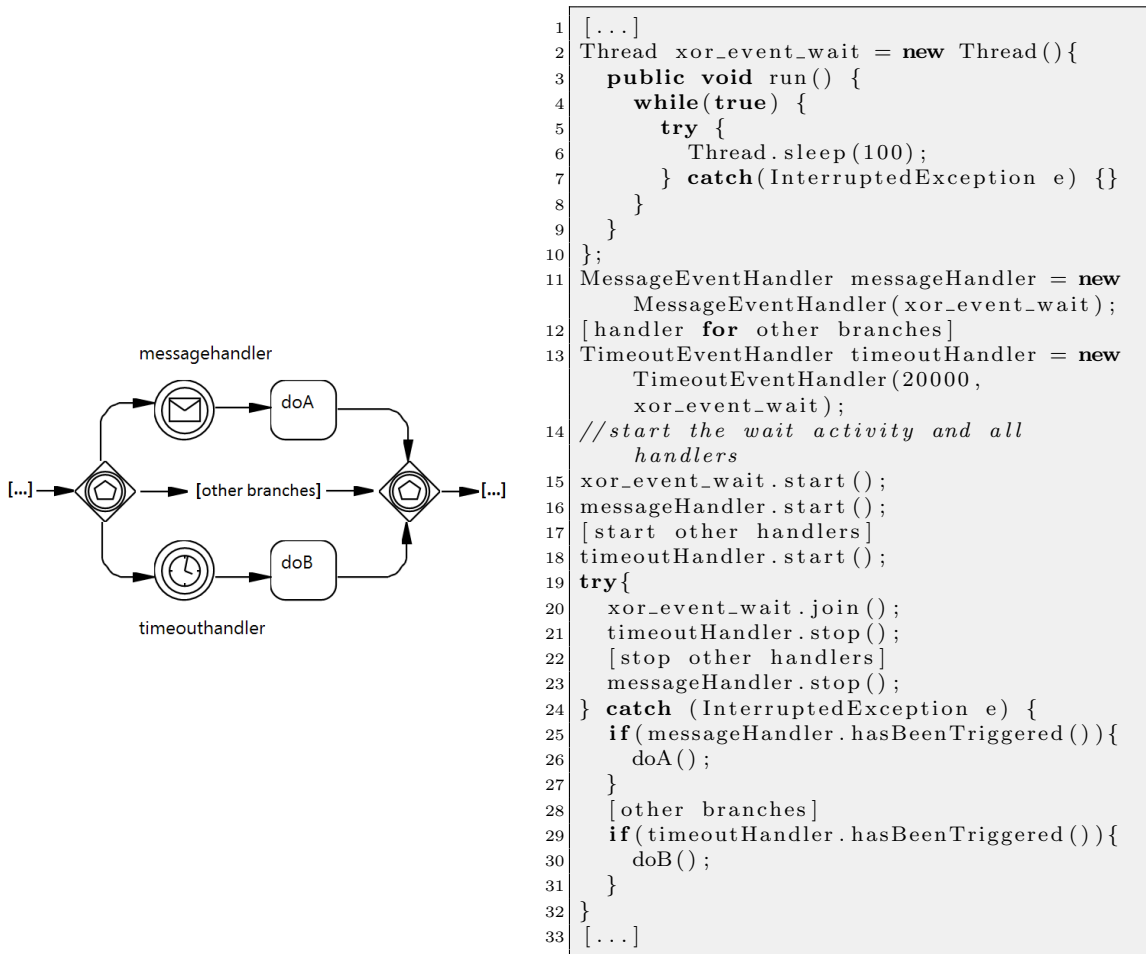 messagehandler
doA
[...]
[other branches]
[...]
doB
timeouthandler
1 [...]
2 Thread xor_event_wait = new Thread(){
3 public void run() {
4 while(true) {
5 try {
6 Thread.sleep(100);
7 } catch(InterruptedException e) {}
8 }
9 }
10 };
11 MessageEventHandler messageHandler = new
MessageEventHandler(xor_event_wait);
12 [handler for other branches]
13 TimeoutEventHandler timeoutHandler = new
TimeoutEventHandler(20000,
xor_event_wait);
14 //start the wait activity and all
handlers
15 xor_event_wait.start();
16 messageHandler.start();
17 [start other handlers]
18 timeoutHandler.start();
19 try{
20 xor_event_wait.join();
21 timeoutHandler.stop();
22 [stop other handlers]
23 messageHandler.stop();
24 } catch (InterruptedException e) {
25 if(messageHandler.hasBeenTriggered()){
26 doA();
27 }
28 [other branches]
29 if(timeoutHandler.hasBeenTriggered()){
30 doB();
31 }
32 }
33 [...]